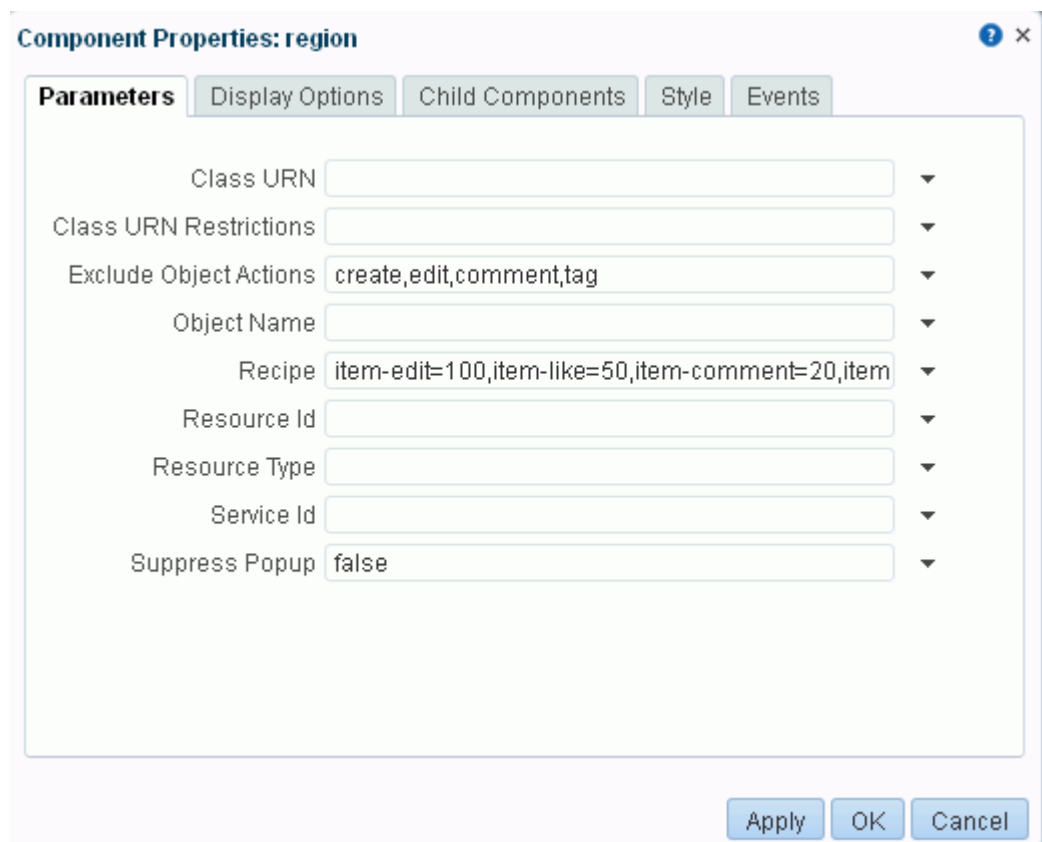 Component Properties: region
Parameters Display Options Child Components Style Events
Class URN
Class URN Restrictions
Exclude Object Actions create,edit,comment,tag
Object Name
Recipe item-edit=100,item-like=50,item-comment=20,item
Resource Id
Resource Type
Service Id
Suppress Popup false
Apply OK Cancel